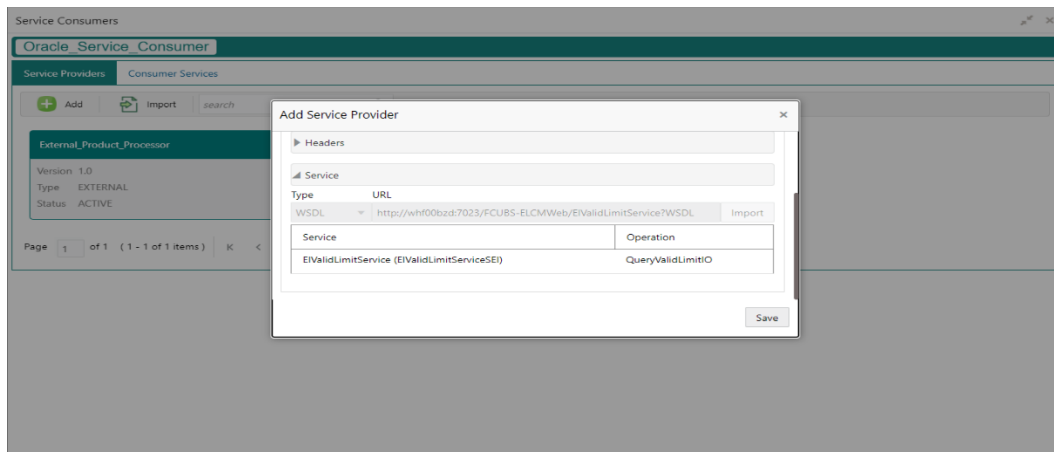 Service Consumers
Oracle_Service_Consumer
Service Providers Consumer Services
Add Import search
External_Product_Processor
Version 1.0
Type EXTERNAL
Status ACTIVE
Page 1 of 1 (1 - 1 of 1 items)
Add Service Provider
Headers
Service
Type URL
WSDL http://whf00bzd:7023/FCUBS-ELCMWeb/ElValidLimitService?WSDL Import
Service Operation
ElValidLimitService (ElValidLimitServiceSEI) QueryValidLimitIO
Save